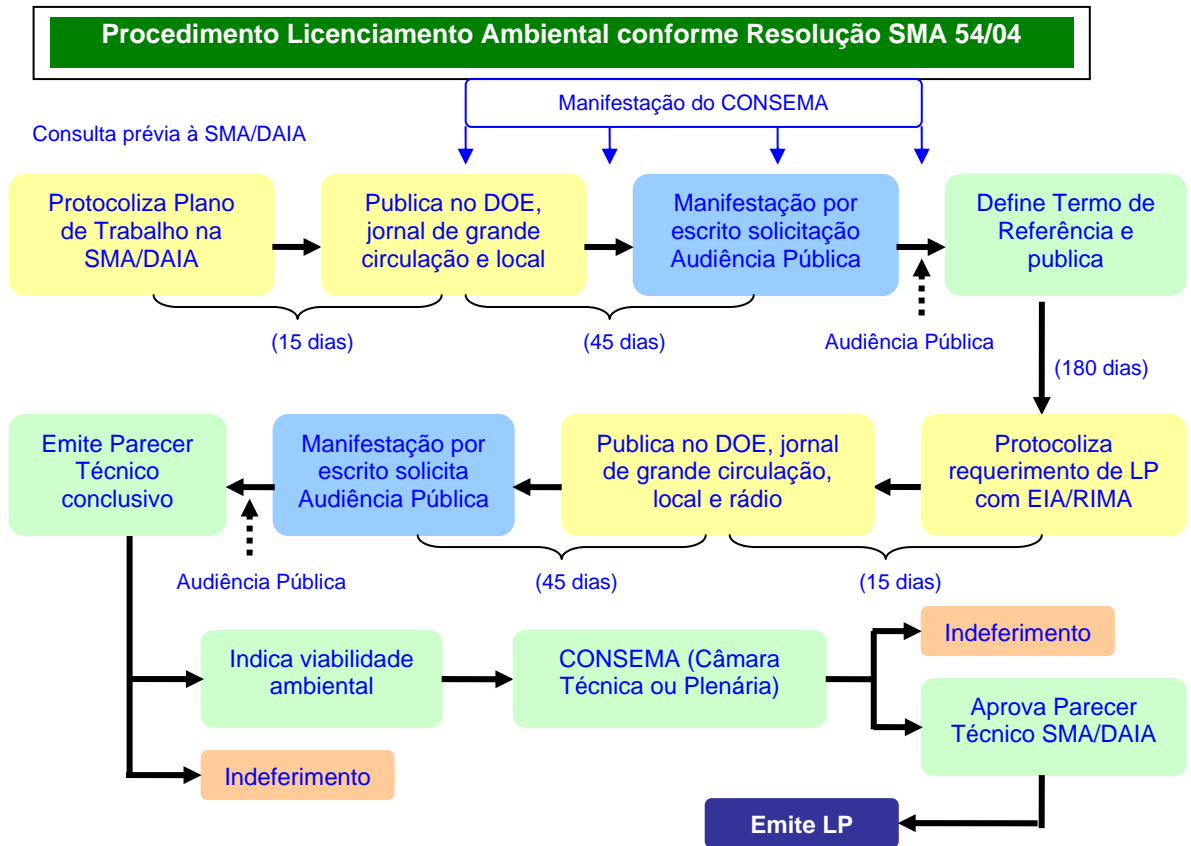 Procedimento Licenciamento Ambiental conforme Resolução SMA 54/04
Manifestação do CONSEMA
Consulta prévia à SMA/DAIA
Protocoliza Plano
de Trabalho na
SMA/DAIA
Publica no DOE,
jornal de grande
circulação e local
Manifestação por
escrito solicitação
Audiência Pública
Define Termo de
Referência e
publica
(15 dias)
(45 dias)
Audiência Pública
(180 dias)
Emite Parecer
Técnico
conclusivo
Manifestação por
escrito solicita
Audiência Pública
Publica no DOE, jornal
de grande circulação,
local e rádio
Protocoliza
requerimento de LP
com EIA/RIMA
Audiência Pública
(45 dias)
(15 dias)
Indica viabilidade
ambiental
CONSEMA (Câmara
Técnica ou Plenária)
Indeferimento
Aprova Parecer
Técnico SMA/DAIA
Indeferimento
Emite LP